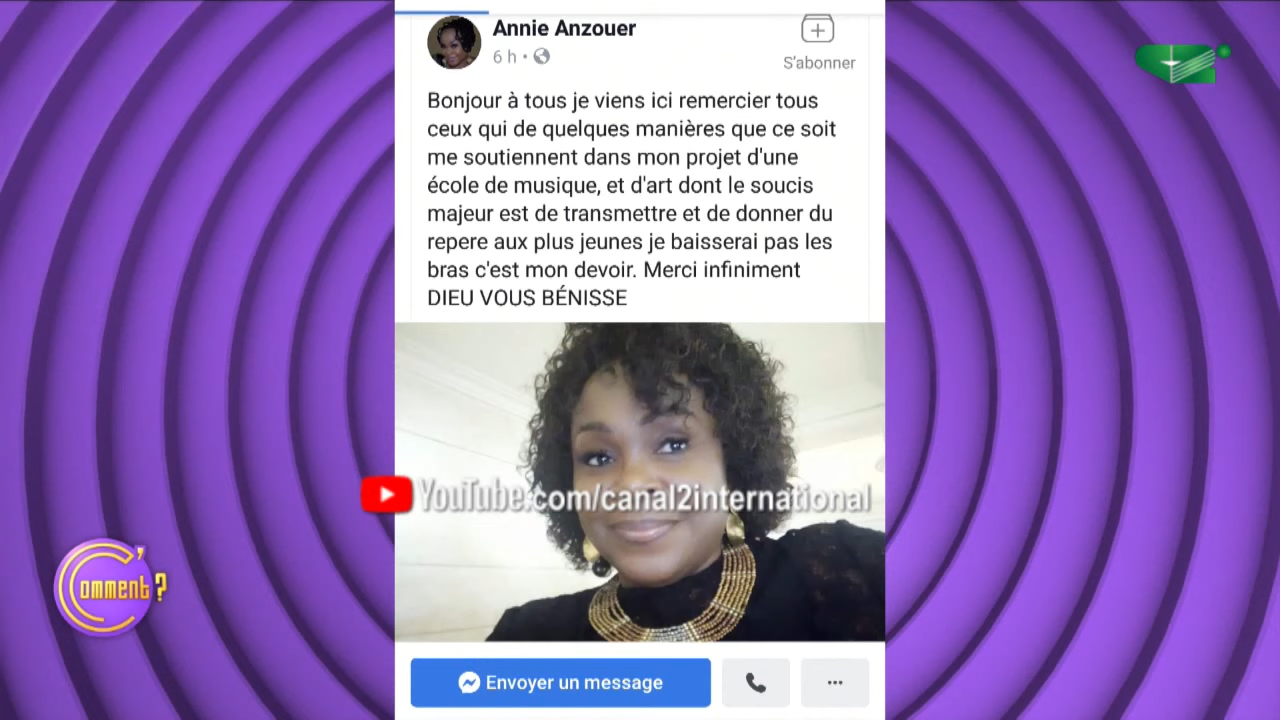 Annie Anzouer
6 h
S'abonner
Bonjour à tous je viens ici remercier tous
ceux qui de quelques manières que ce soit
me soutiennent dans mon projet d'une
école de musique, et d'art dont le soucis
majeur est de transmettre et de donner du
repere aux plus jeunes je baisserai pas les
bras c'est mon devoir. Merci infiniment
DIEU VOUS BÉNISSE
YouTube.com/canal2international
C'omment ?
Envoyer un message